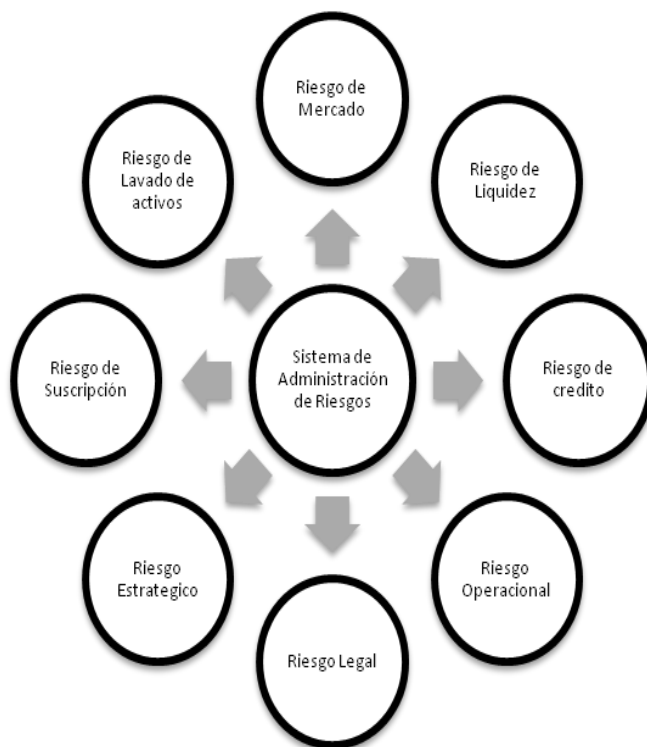 Riesgo de
Mercado
Riesgo de
Lavado de
activos
Riesgo de
Liquidez
Riesgo de
Suscripción
Sistema de
Administración
de Riesgos
Riesgo de
credito
Riesgo
Estrategico
Riesgo
Operacional
Riesgo Legal